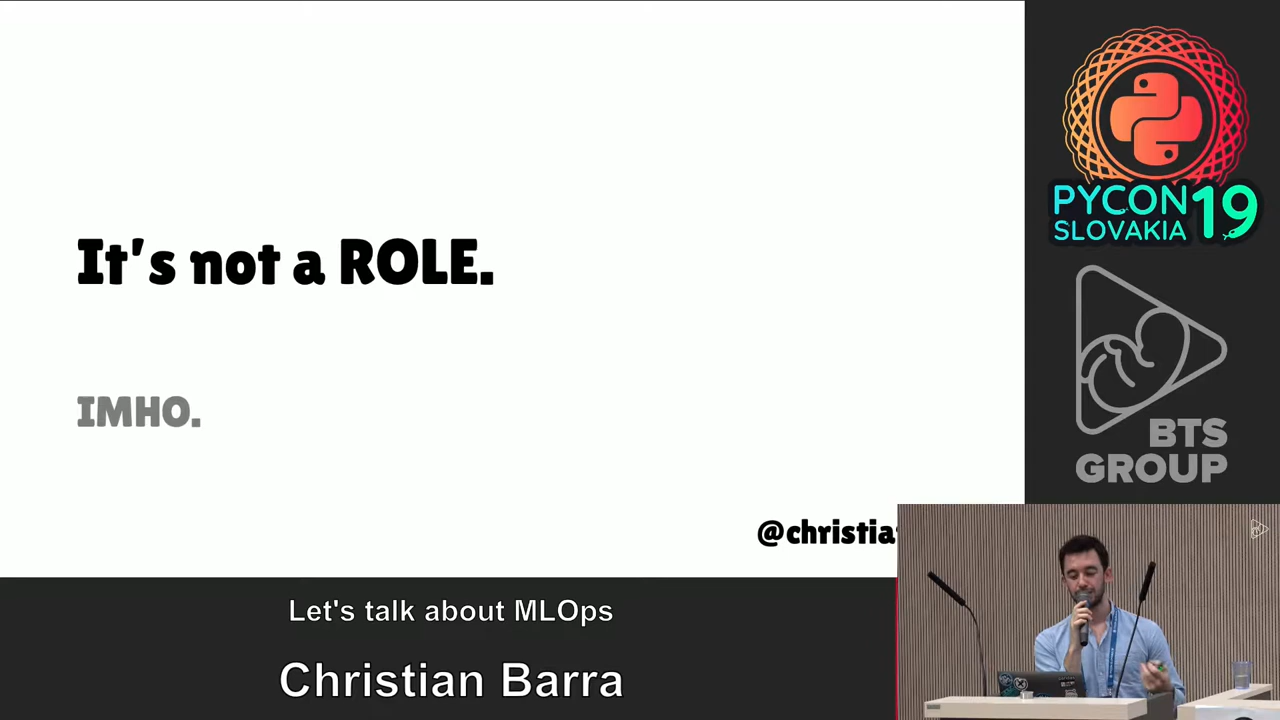 It's not a ROLE.
IMHO.
@christia
PYCON 19
SLOVAKIA
BTS
GROUP
Let's talk about MLOps
Christian Barra